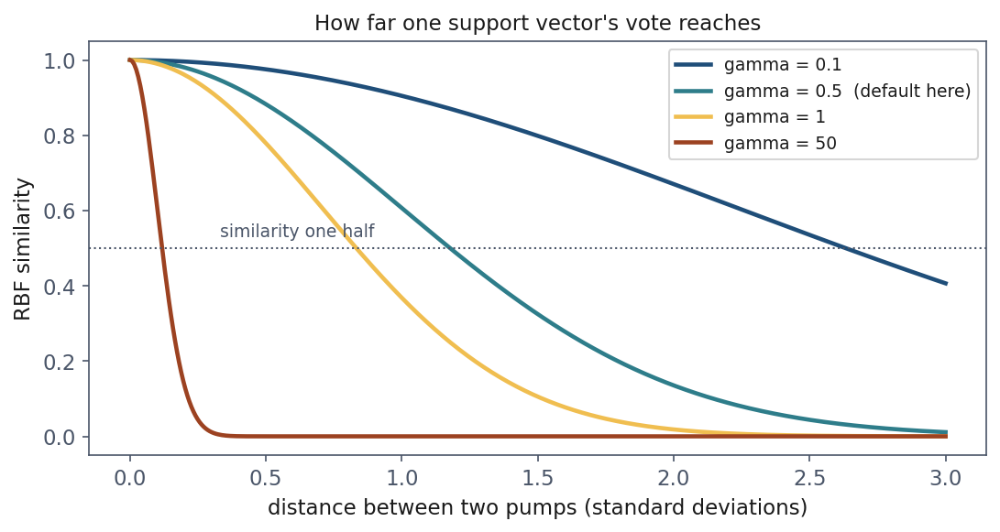 How far one support vector's vote reaches
gamma = 0.1
gamma = 0.5  (default here)
gamma = 1
gamma = 50
similarity one half
RBF similarity
1.0
0.8
0.6
0.4
0.2
0.0
0.0 0.5 1.0 1.5 2.0 2.5 3.0
distance between two pumps (standard deviations)